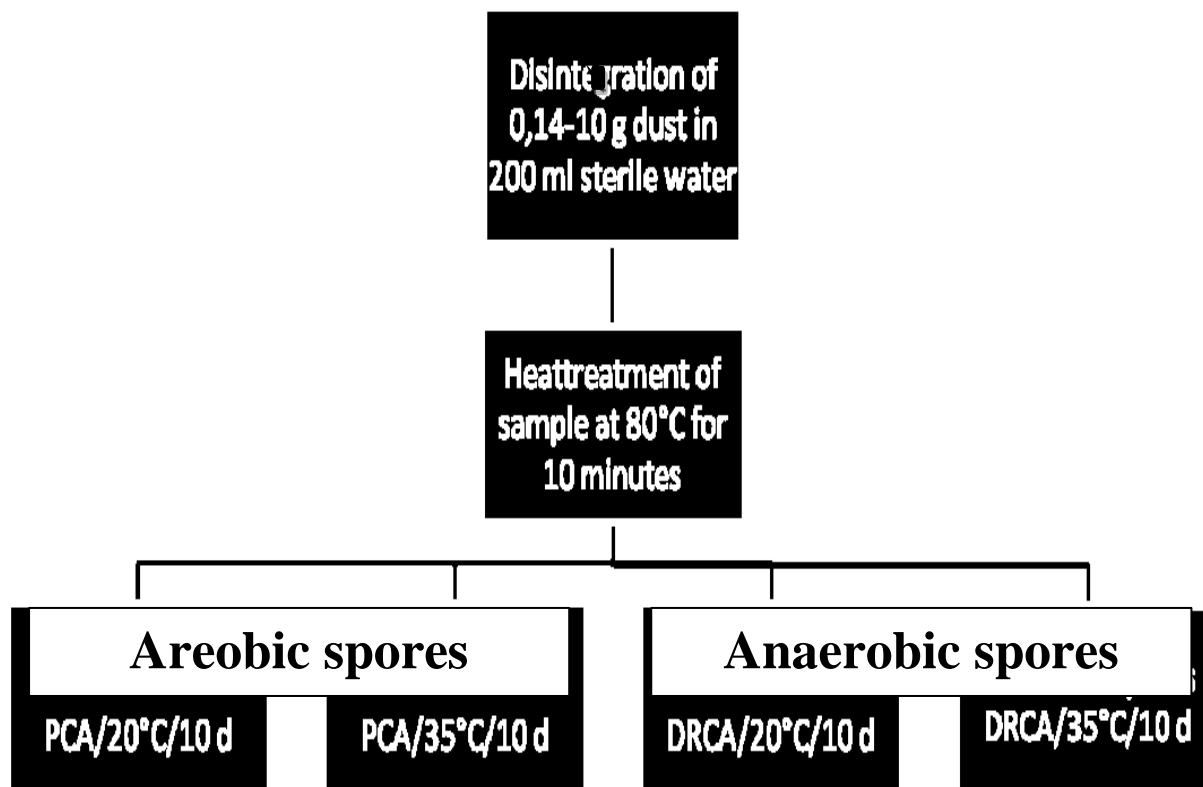 Disintegration of
0,14-10 g dust in
200 ml sterile water
Heattreatment of
sample at 80°C for
10 minutes
Areobic spores
Anaerobic spores
PCA/20°C/10 d
PCA/35°C/10 d
DRCA/20°C/10 d
DRCA/35°C/10 d